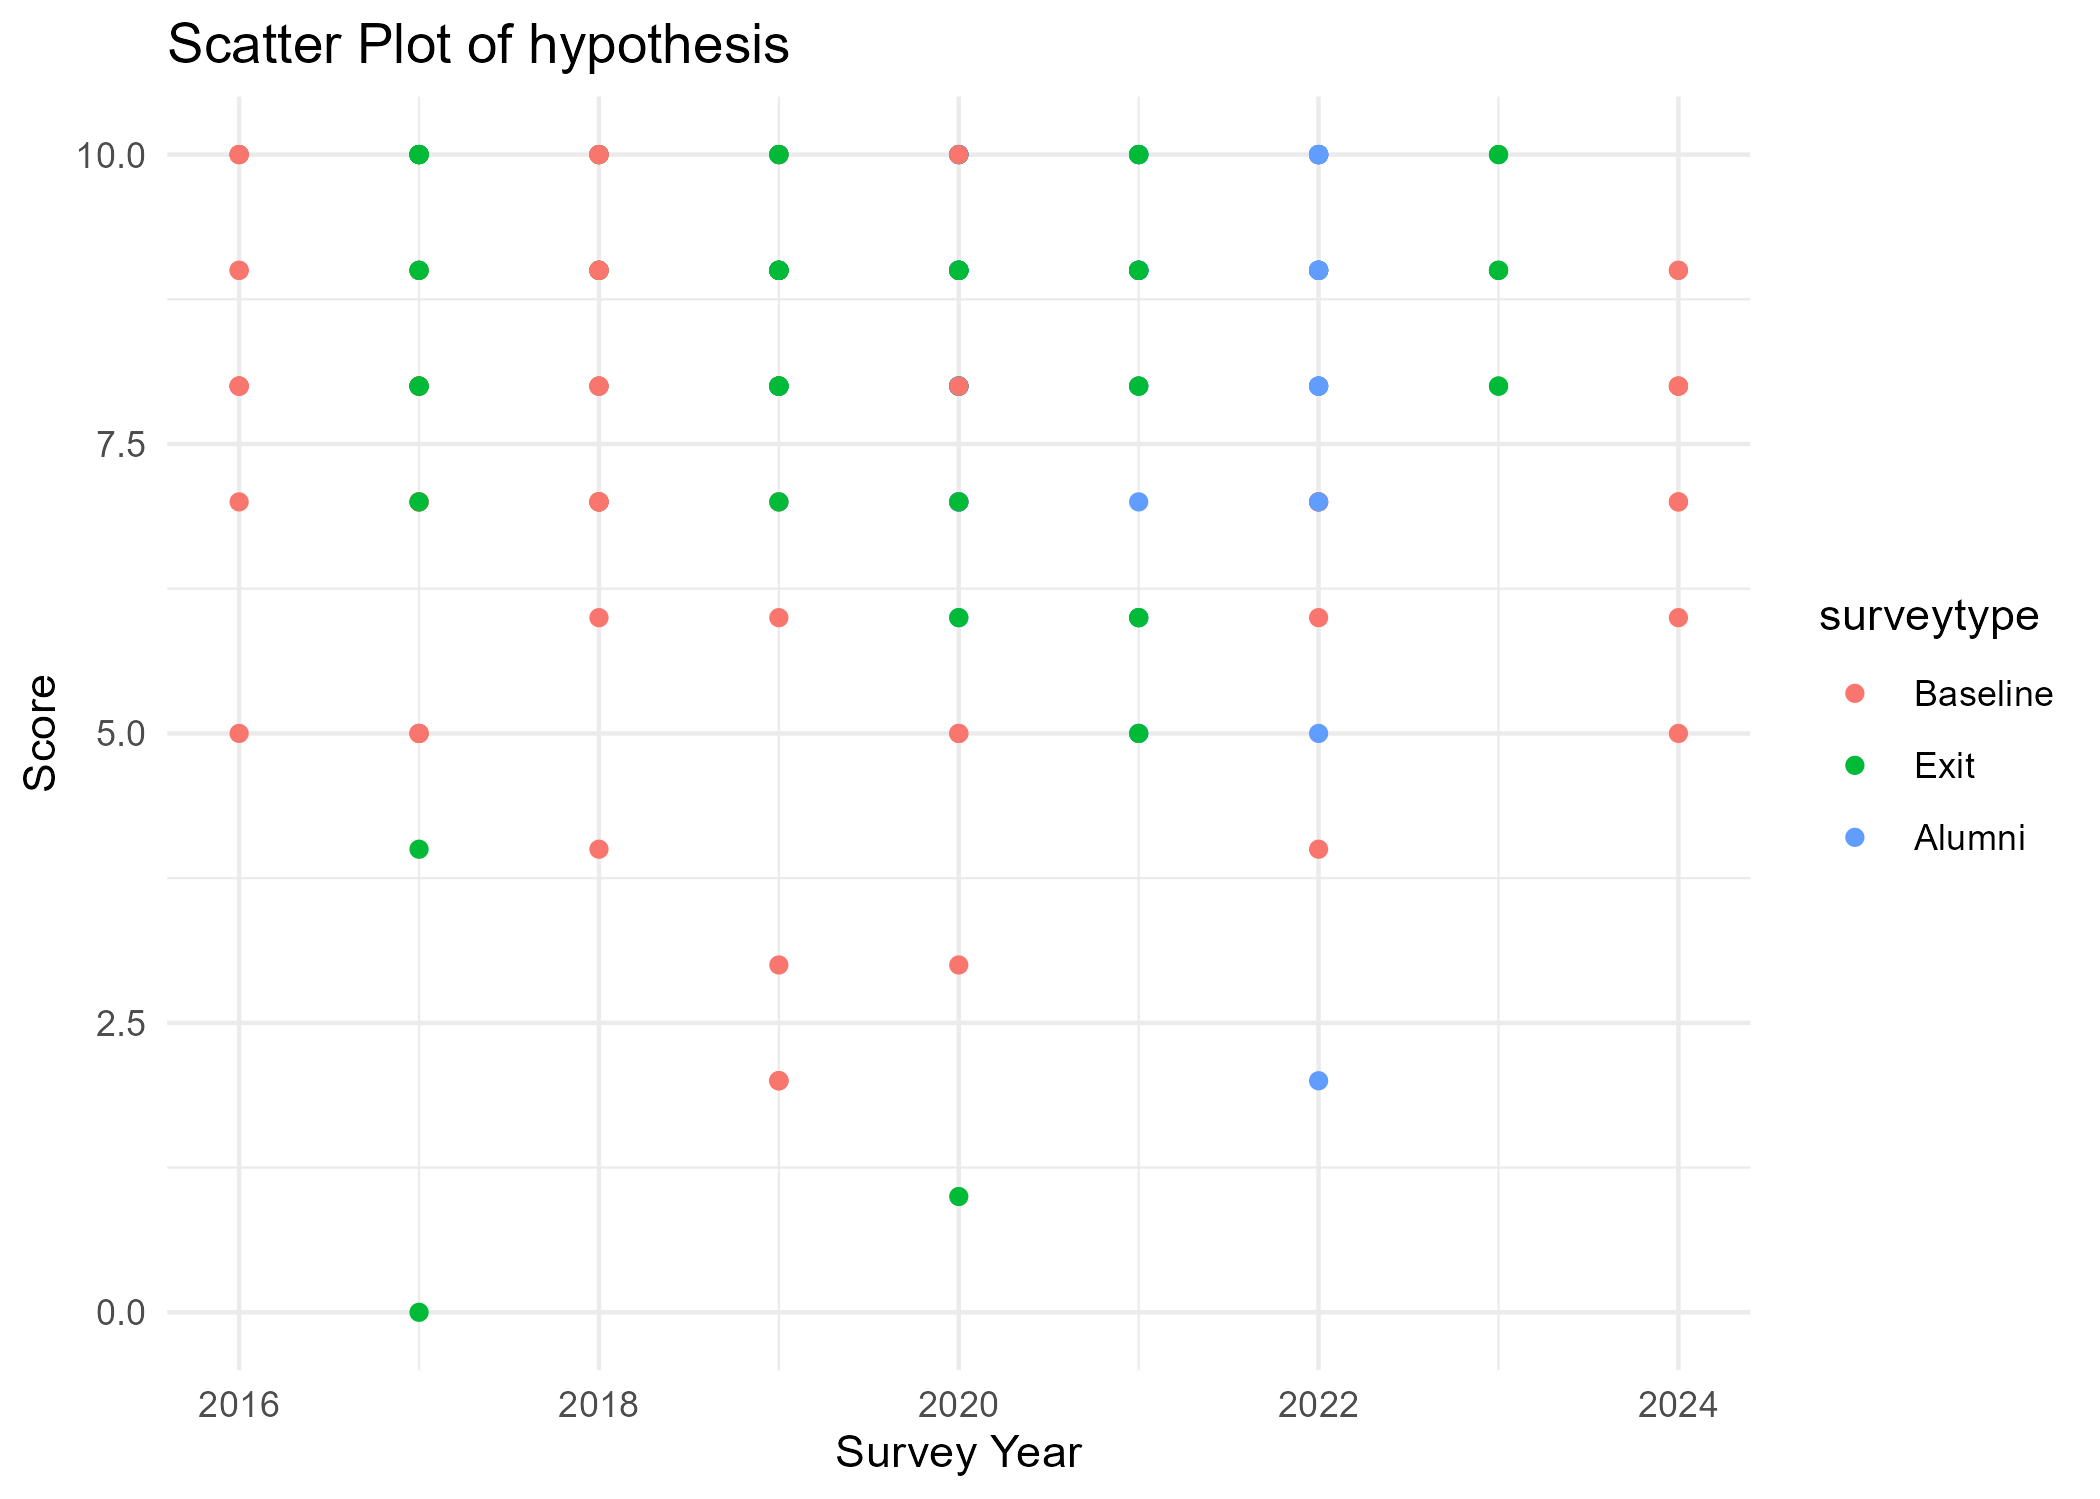 Scatter Plot of hypothesis
10.0
7.5
5.0
2.5
0.0
Score
2016 2018 2020 2022 2024
Survey Year
surveytype
Baseline
Exit
Alumni